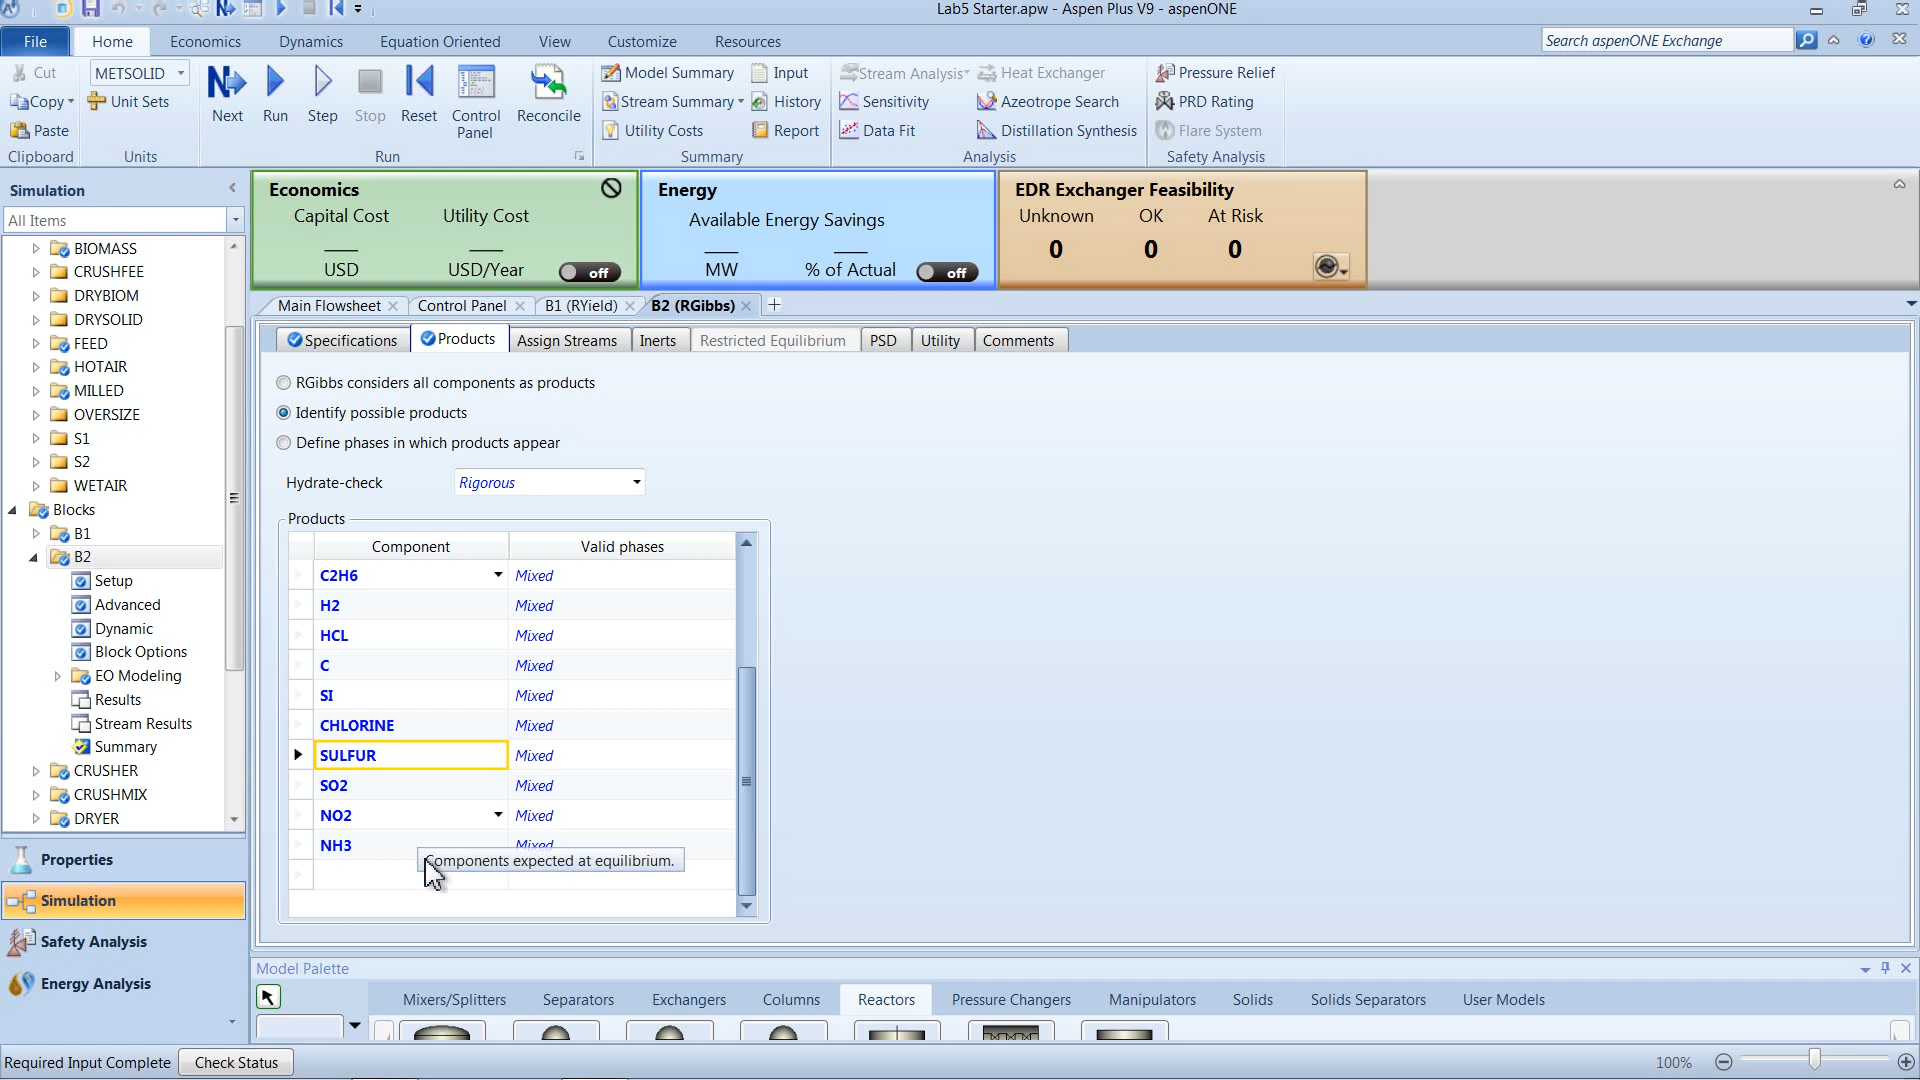 Lab5 Starter.apw - Aspen Plus V9 - aspenONE
File
Home
Economics
Dynamics
Equation Oriented
View
Customize
Resources
Search aspenONE Exchange
Cut
Copy
Paste
Clipboard
METSOLID
Unit Sets
Units
Next
Run
Step
Stop
Reset
Control
Panel
Reconcile
Run
Model Summary
Stream Summary
Utility Costs
Input
History
Report
Summary
Stream Analysis
Sensitivity
Data Fit
Heat Exchanger
Azeotrope Search
Distillation Synthesis
Analysis
Pressure Relief
PRD Rating
Flare System
Safety Analysis
Simulation
All Items
BIOMASS
CRUSHFEE
DRYBIOM
DRYSOLID
FEED
HOTAIR
MILLED
OVERSIZE
S1
S2
WETAIR
Blocks
B1
B2
Setup
Advanced
Dynamic
Block Options
EO Modeling
Results
Stream Results
Summary
CRUSHER
CRUSHMIX
DRYER
Properties
Simulation
Safety Analysis
Energy Analysis
Economics
Capital Cost Utility Cost
USD USD/Year off
Energy
Available Energy Savings
MW % of Actual off
EDR Exchanger Feasibility
Unknown OK At Risk
0 0 0
Main Flowsheet
Control Panel
B1 (RYield)
B2 (RGibbs)
Specifications
Products
Assign Streams
Inerts
Restricted Equilibrium
PSD
Utility
Comments
RGibbs considers all components as products
Identify possible products
Define phases in which products appear
Hydrate-check Rigorous
Products
Component Valid phases
C2H6 Mixed
H2 Mixed
HCL Mixed
C Mixed
SI Mixed
CHLORINE Mixed
SULFUR Mixed
SO2 Mixed
NO2 Mixed
NH3 Mixed
Components expected at equilibrium.
Model Palette
Mixers/Splitters
Separators
Exchangers
Columns
Reactors
Pressure Changers
Manipulators
Solids
Solids Separators
User Models
Required Input Complete
Check Status
100%